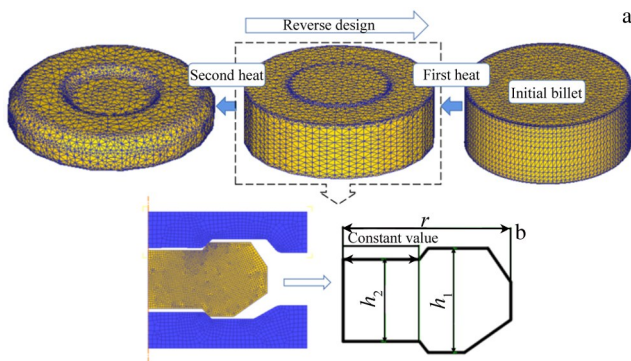 Reverse design
a
Second heat
First heat
Initial billet
r
b
Constant value
h2
h1